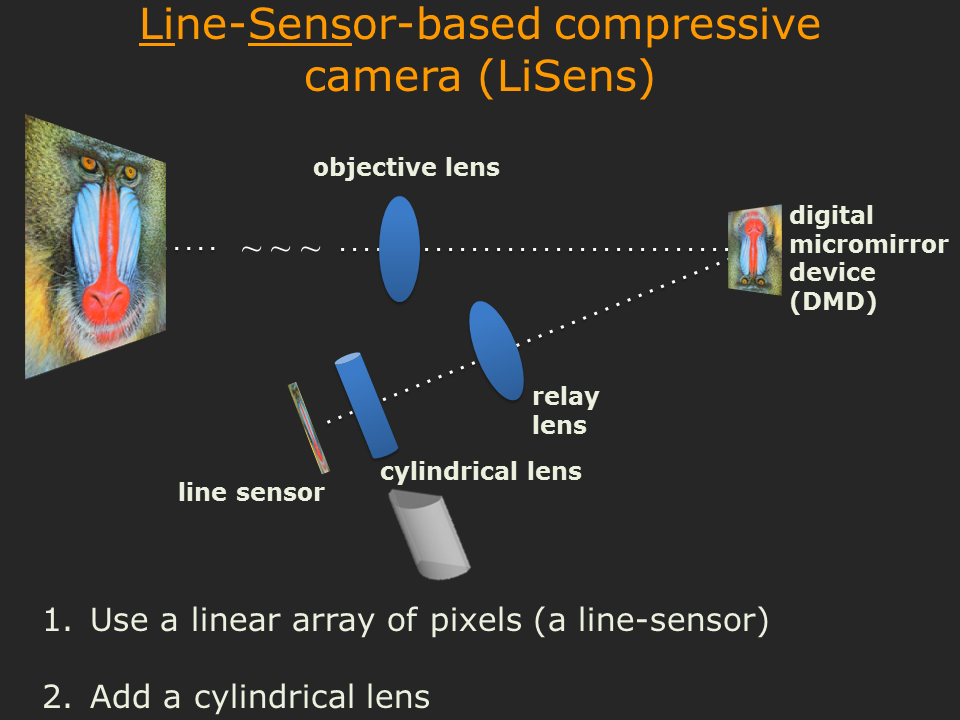 Line-Sensor-based compressive
camera (LiSens)
objective lens
digital
micromirror
device
(DMD)
relay
lens
cylindrical lens
line sensor
1. Use a linear array of pixels (a line-sensor)
2. Add a cylindrical lens